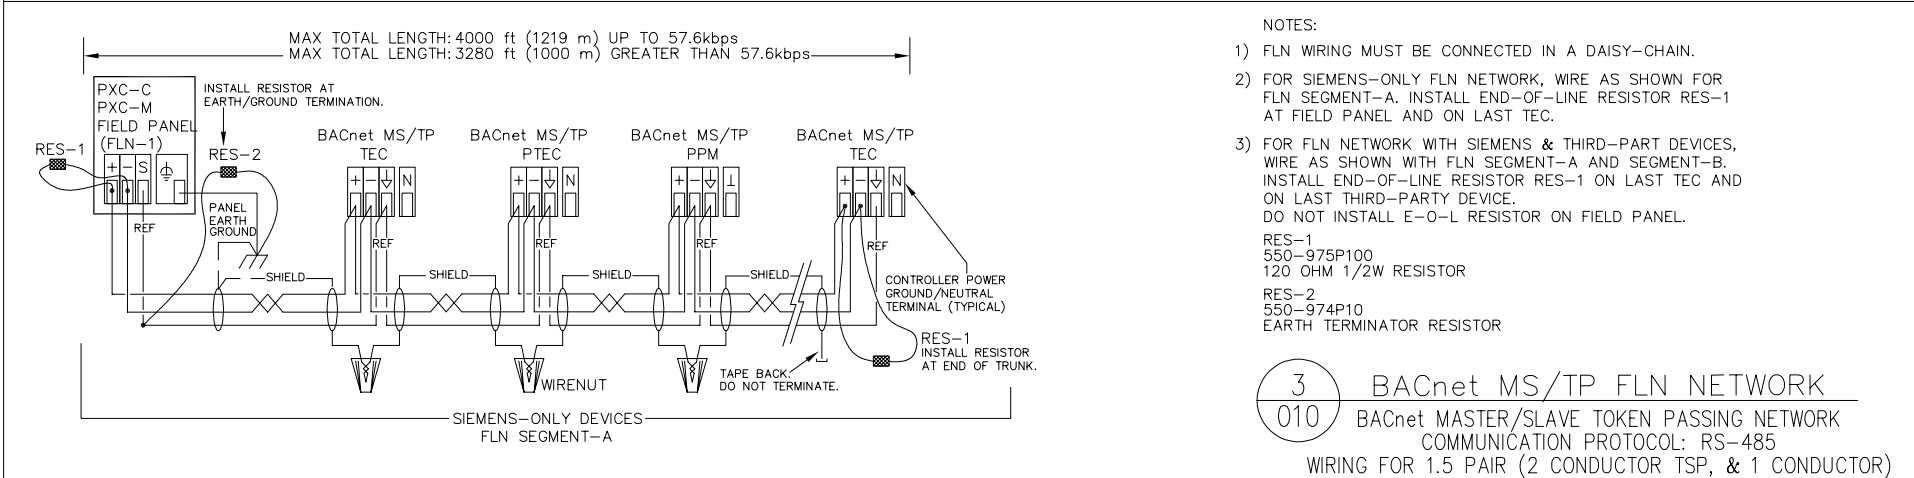 MAX TOTAL LENGTH: 4000 ft (1219 m) UP TO 57.6kbps
MAX TOTAL LENGTH: 3280 ft (1000 m) GREATER THAN 57.6kbps
PXC-C
PXC-M
FIELD PANEL
(FLN-1)
+ - S
INSTALL RESISTOR AT
EARTH/GROUND TERMINATION.
RES-1
RES-2
PANEL
EARTH
GROUND
REF
BACnet MS/TP
TEC
+ - N
REF
BACnet MS/TP
PTEC
+ - N
REF
BACnet MS/TP
PPM
+ -
REF
BACnet MS/TP
TEC
+ - N
REF
SHIELD
SHIELD
SHIELD
SHIELD
CONTROLLER POWER
GROUND/NEUTRAL
TERMINAL (TYPICAL)
RES-1
INSTALL RESISTOR
AT END OF TRUNK.
TAPE BACK.
DO NOT TERMINATE.
WIRENUT
SIEMENS-ONLY DEVICES
FLN SEGMENT-A
NOTES:
1) FLN WIRING MUST BE CONNECTED IN A DAISY-CHAIN.
2) FOR SIEMENS-ONLY FLN NETWORK, WIRE AS SHOWN FOR
FLN SEGMENT-A. INSTALL END-OF-LINE RESISTOR RES-1
AT FIELD PANEL AND ON LAST TEC.
3) FOR FLN NETWORK WITH SIEMENS & THIRD-PART DEVICES,
WIRE AS SHOWN WITH FLN SEGMENT-A AND SEGMENT-B.
INSTALL END-OF-LINE RESISTOR RES-1 ON LAST TEC AND
ON LAST THIRD-PARTY DEVICE.
DO NOT INSTALL E-O-L RESISTOR ON FIELD PANEL.
RES-1
550-975P100
120 OHM 1/2W RESISTOR
RES-2
550-974P10
EARTH TERMINATOR RESISTOR
3
010
BACnet MS/TP FLN NETWORK
BACnet MASTER/SLAVE TOKEN PASSING NETWORK
COMMUNICATION PROTOCOL: RS-485
WIRING FOR 1.5 PAIR (2 CONDUCTOR TSP, & 1 CONDUCTOR)